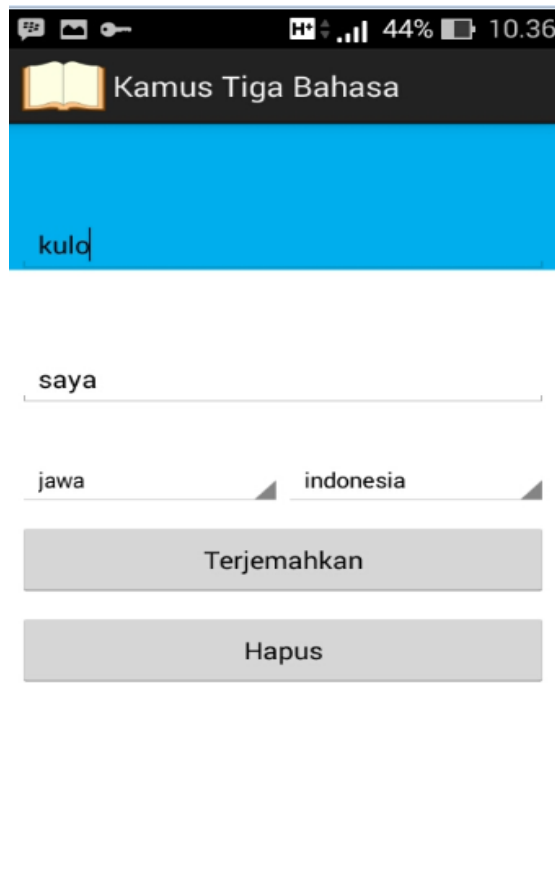 H+ 44% 10.36
Kamus Tiga Bahasa
kulo
saya
jawa indonesia
Terjemahkan
Hapus